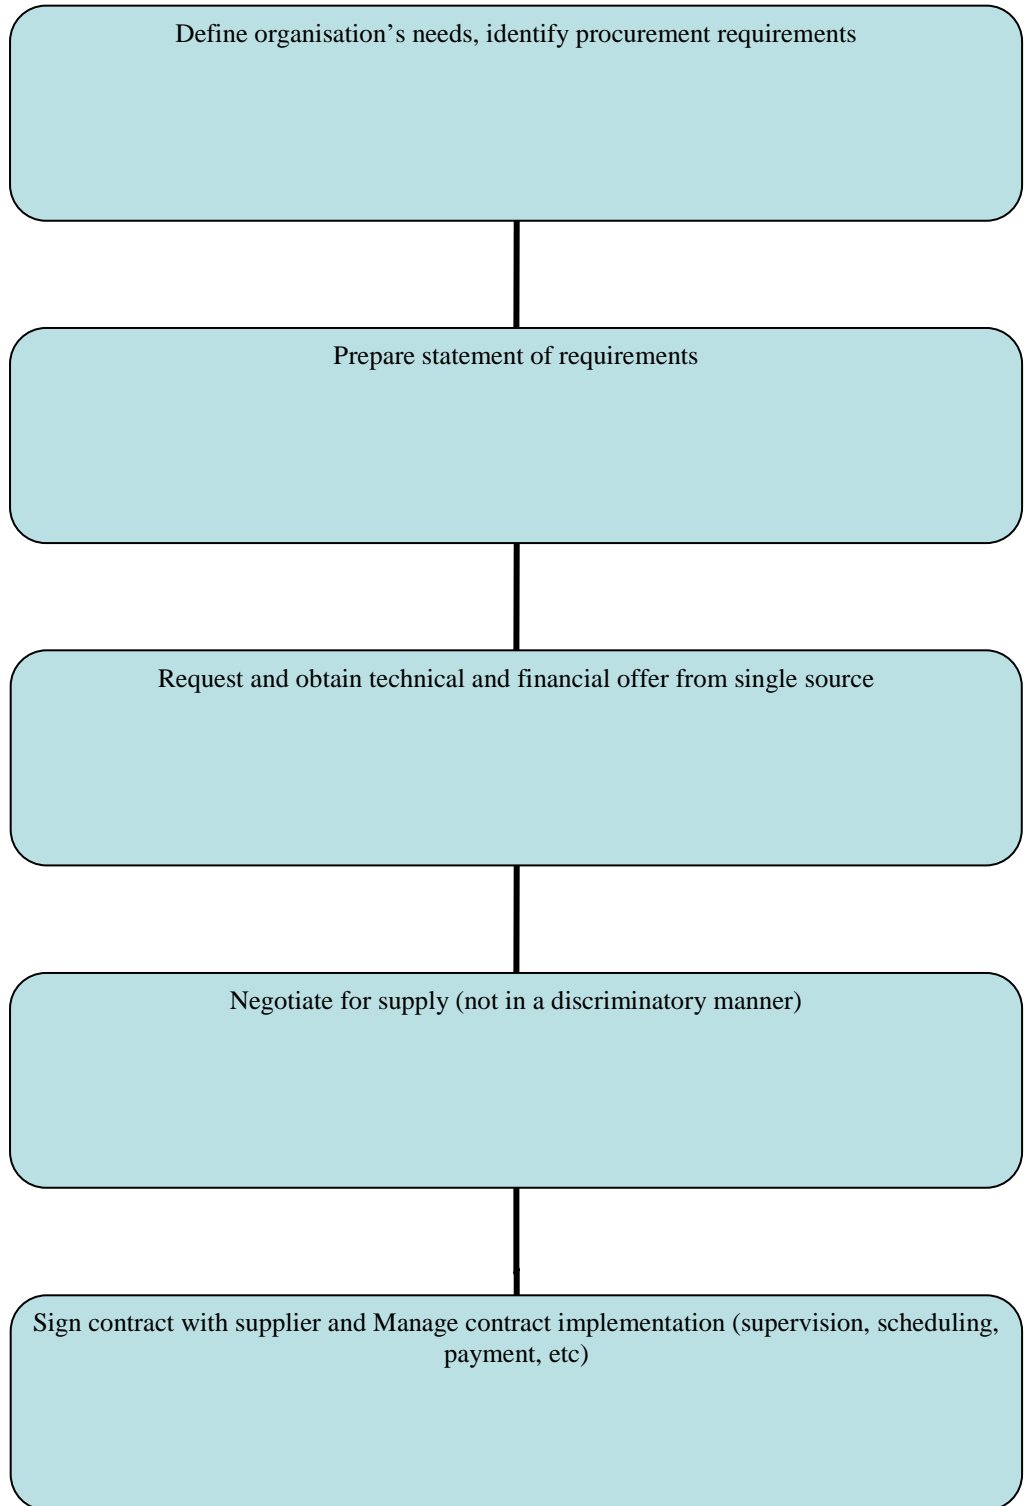 Define organisation’s needs, identify procurement requirements
Prepare statement of requirements
Request and obtain technical and financial offer from single source
Negotiate for supply (not in a discriminatory manner)
Sign contract with supplier and Manage contract implementation (supervision, scheduling,
payment, etc)